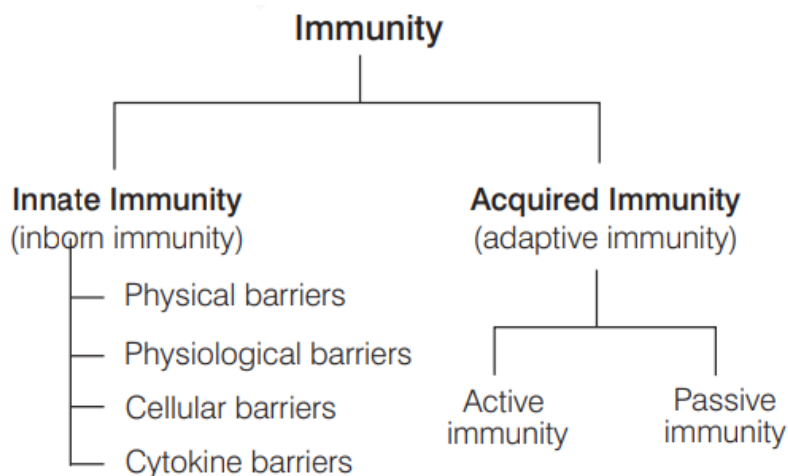 Immunity
Innate Immunity
(inborn immunity)
Physical barriers
Physiological barriers
Cellular barriers
Cytokine barriers
Acquired Immunity
(adaptive immunity)
Active
immunity
Passive
immunity